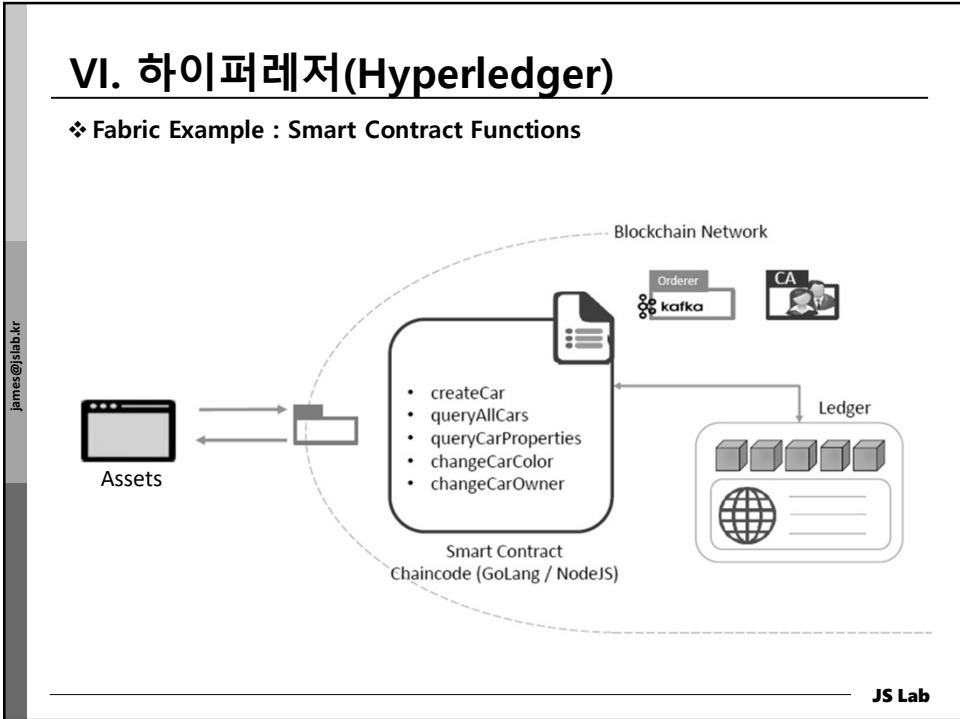 VI. 하이퍼레저(Hyperledger)
❖ Fabric Example : Smart Contract Functions
james@jslab.kr
Blockchain Network
Orderer
kafka
CA
• createCar
• queryAllCars
• queryCarProperties
• changeCarColor
• changeCarOwner
Ledger
Assets
Smart Contract
Chaincode (GoLang / NodeJS)
JS Lab